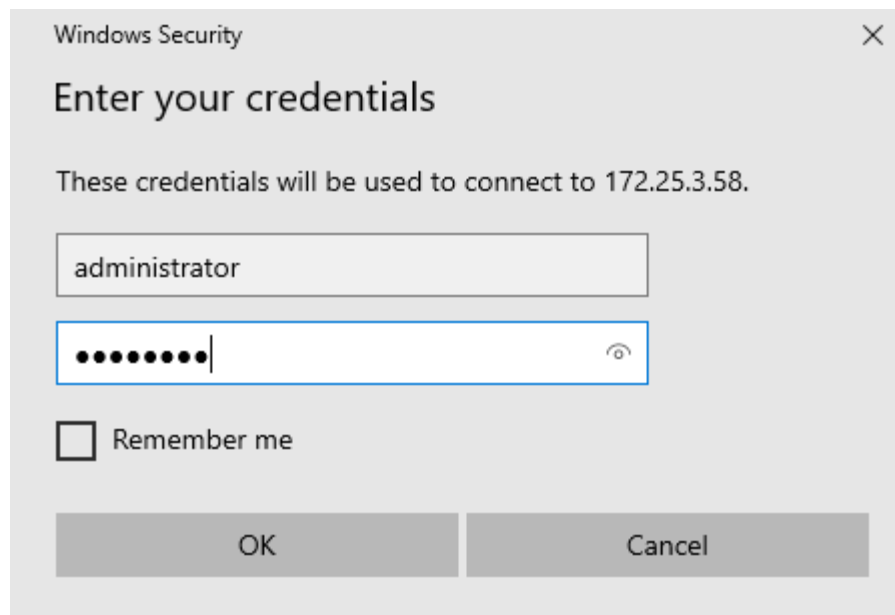 Windows Security
Enter your credentials
These credentials will be used to connect to 172.25.3.58.
administrator
●●●●●●●●
Remember me
OK
Cancel